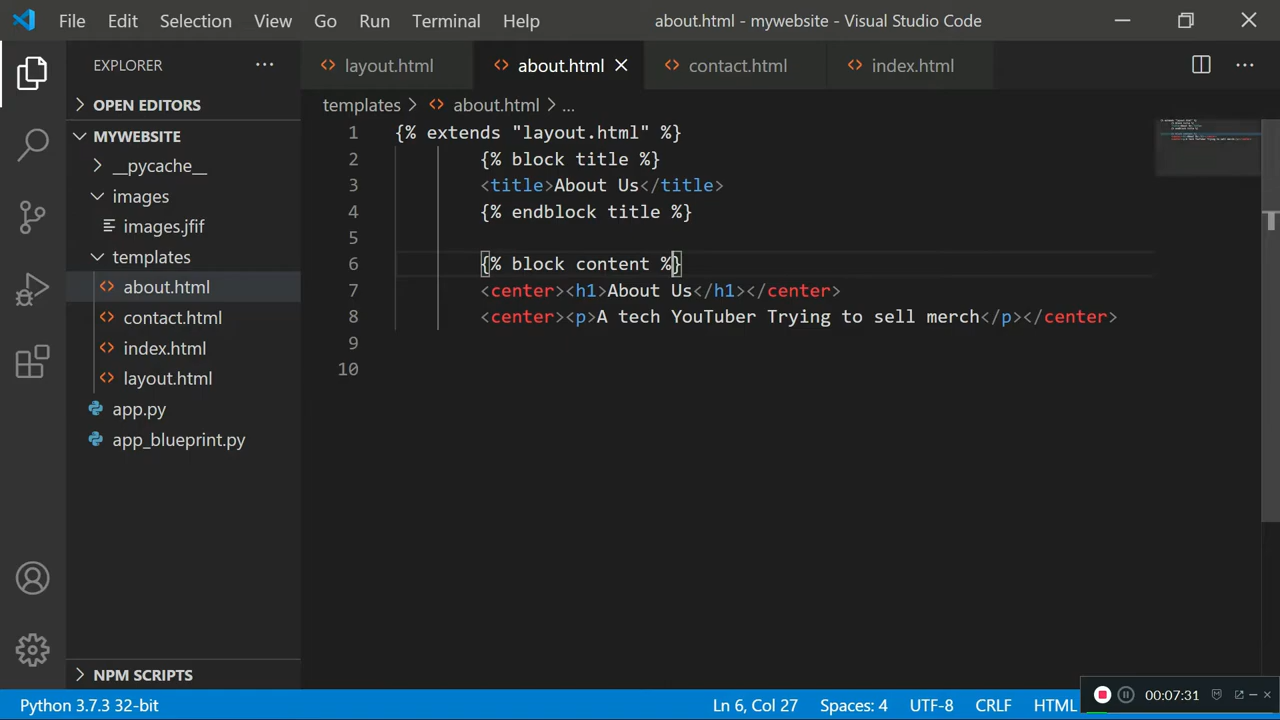 File Edit Selection View Go Run Terminal Help about.html - mywebsite - Visual Studio Code
EXPLORER
layout.html about.html contact.html index.html
OPEN EDITORS
templates > about.html > ...
MYWEBSITE
__pycache__
images
images.jfif
templates
about.html
contact.html
index.html
layout.html
app.py
app_blueprint.py
NPM SCRIPTS
1 {% extends "layout.html" %}
2 {% block title %}
3 <title>About Us</title>
4 {% endblock title %}
5
6 {% block content %}
7 <center><h1>About Us</h1></center>
8 <center><p>A tech YouTuber Trying to sell merch</p></center>
9
10
Python 3.7.3 32-bit Ln 6, Col 27 Spaces: 4 UTF-8 CRLF HTML
00:07:31